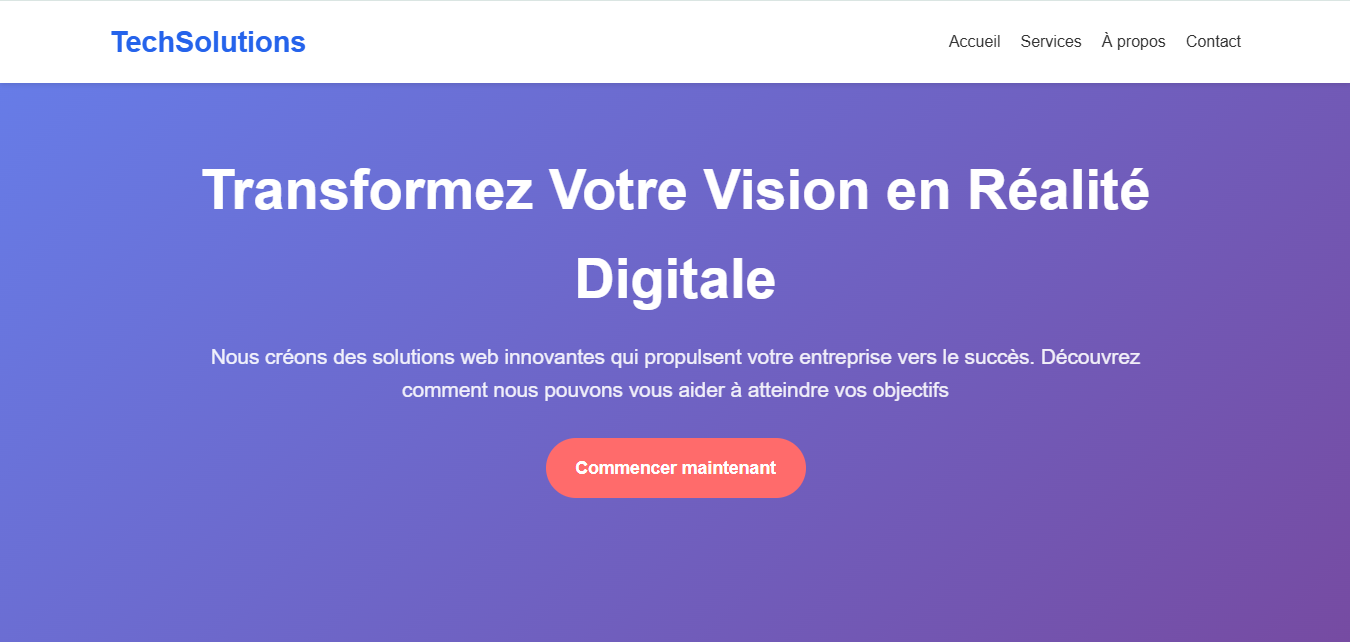 TechSolutions
Accueil Services À propos Contact
Transformez Votre Vision en Réalité
Digitale
Nous créons des solutions web innovantes qui propulsent votre entreprise vers le succès. Découvrez
comment nous pouvons vous aider à atteindre vos objectifs
Commencer maintenant